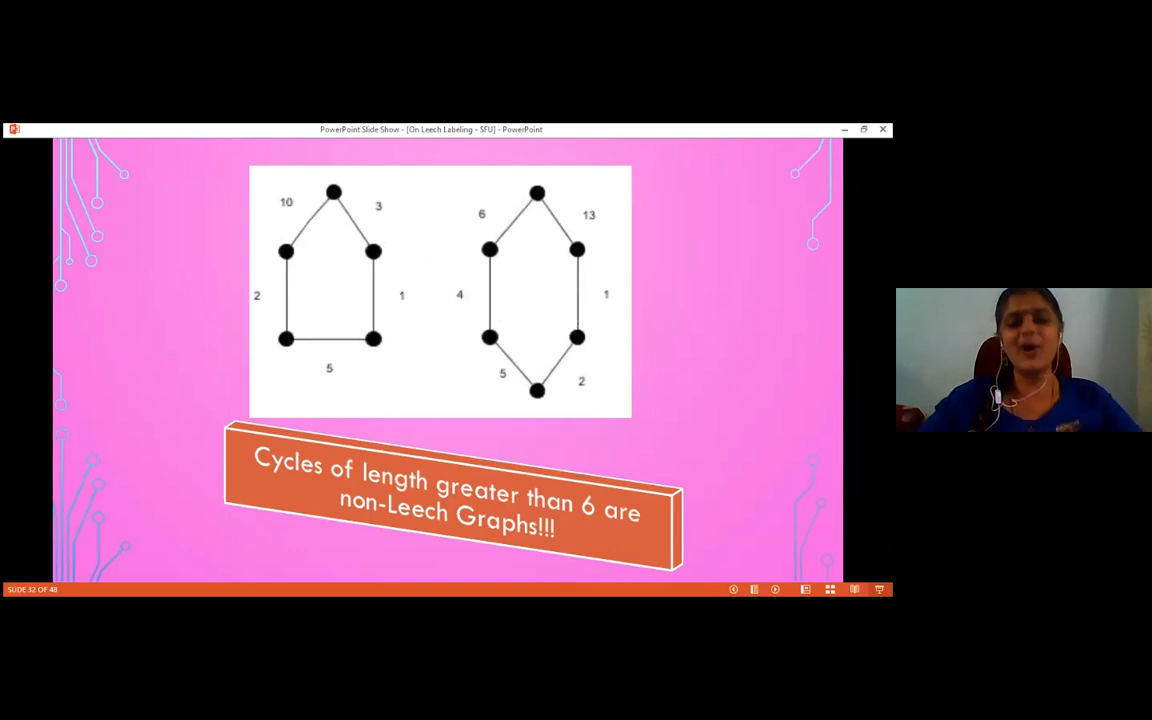 PowerPoint Slide Show - [On Leech Labeling - SFU] - PowerPoint
10 3
6 13
2 1
4 1
5
5 2
Cycles of length greater than 6 are
non-Leech Graphs!!!
SLIDE 32 OF 48